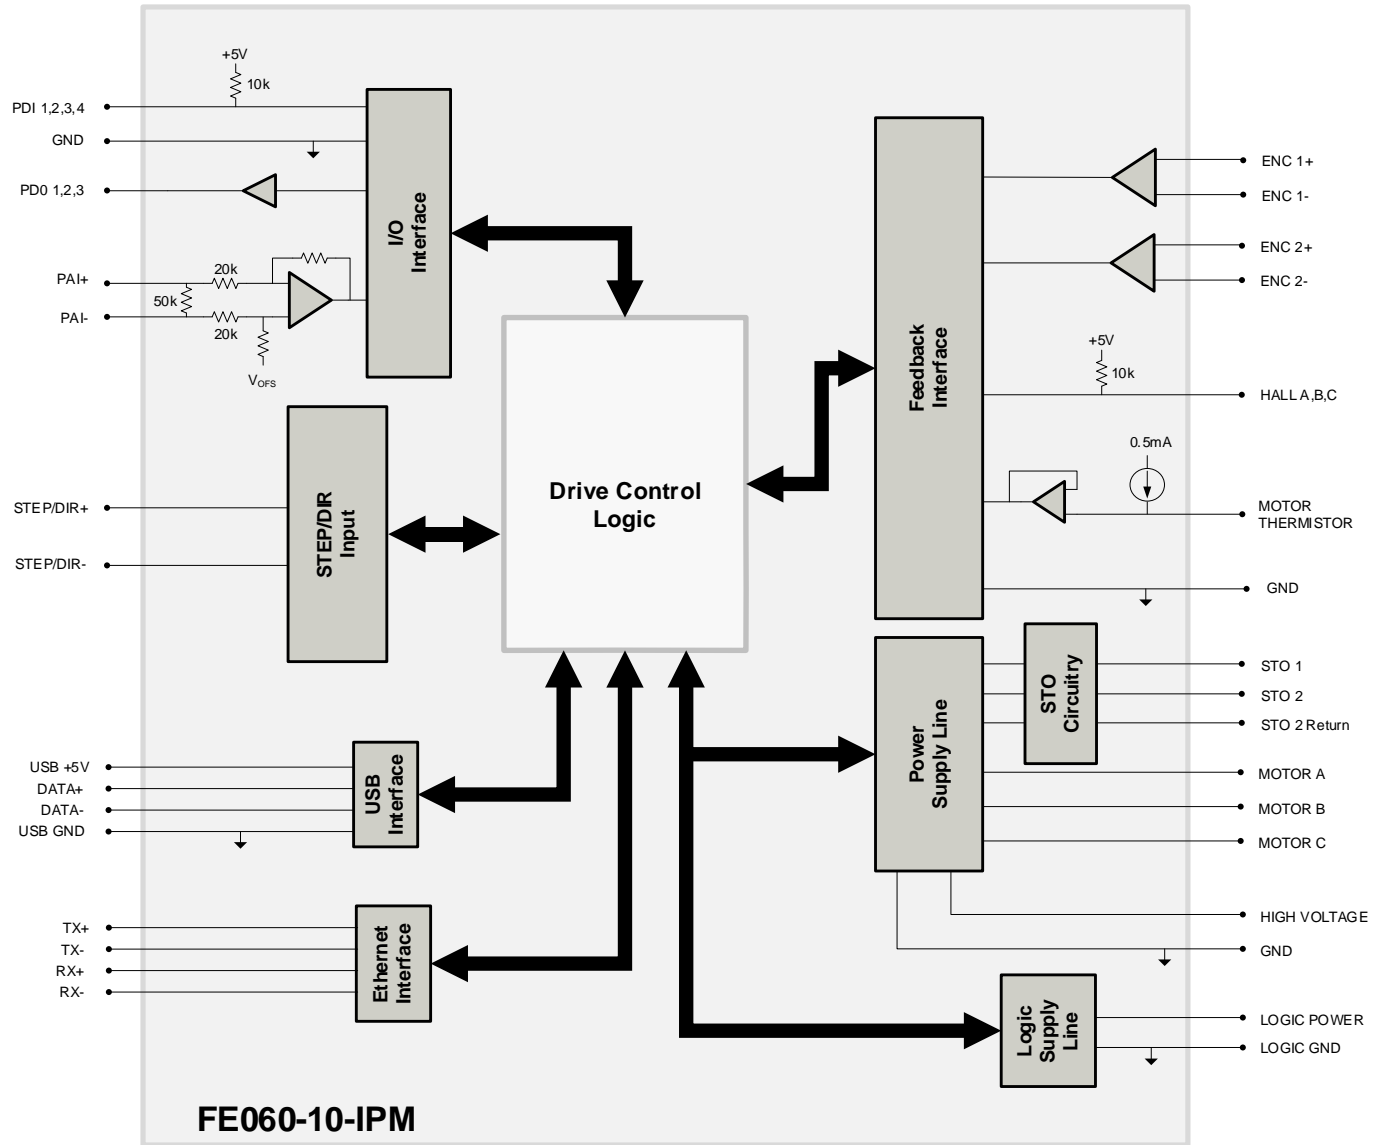 +5V
10k
PDI 1,2,3,4
GND
PD0 1,2,3
PAI+
20k
50k
PAI-
20k
VOFS
I/O
Interface
STEP/DIR+
STEP/DIR-
STEP/DIR
Input
USB +5V
DATA+
DATA-
USB GND
USB
Interface
TX+
TX-
RX+
RX-
Ethernet
Interface
Drive Control
Logic
Feedback
Interface
ENC 1+
ENC 1-
ENC 2+
ENC 2-
+5V
10k
HALL A,B,C
0.5mA
MOTOR
THERMISTOR
GND
Power
Supply Line
STO
Circuitry
STO 1
STO 2
STO 2 Return
MOTOR A
MOTOR B
MOTOR C
HIGH VOLTAGE
GND
Logic
Supply
Line
LOGIC POWER
LOGIC GND
FE060-10-IPM